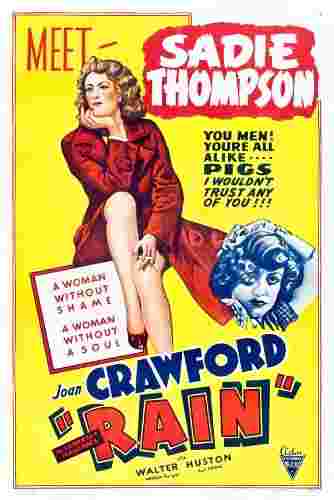 MEET—
SADIE
THOMPSON
YOU MEN!
YOU'RE ALL
ALIKE----
PIGS
I WOULDN'T
TRUST ANY
OF YOU!!!
A WOMAN
WITHOUT
SHAME
A WOMAN
WITHOUT
A SOUL
Joan CRAWFORD
"RAIN"
WALTER HUSTON